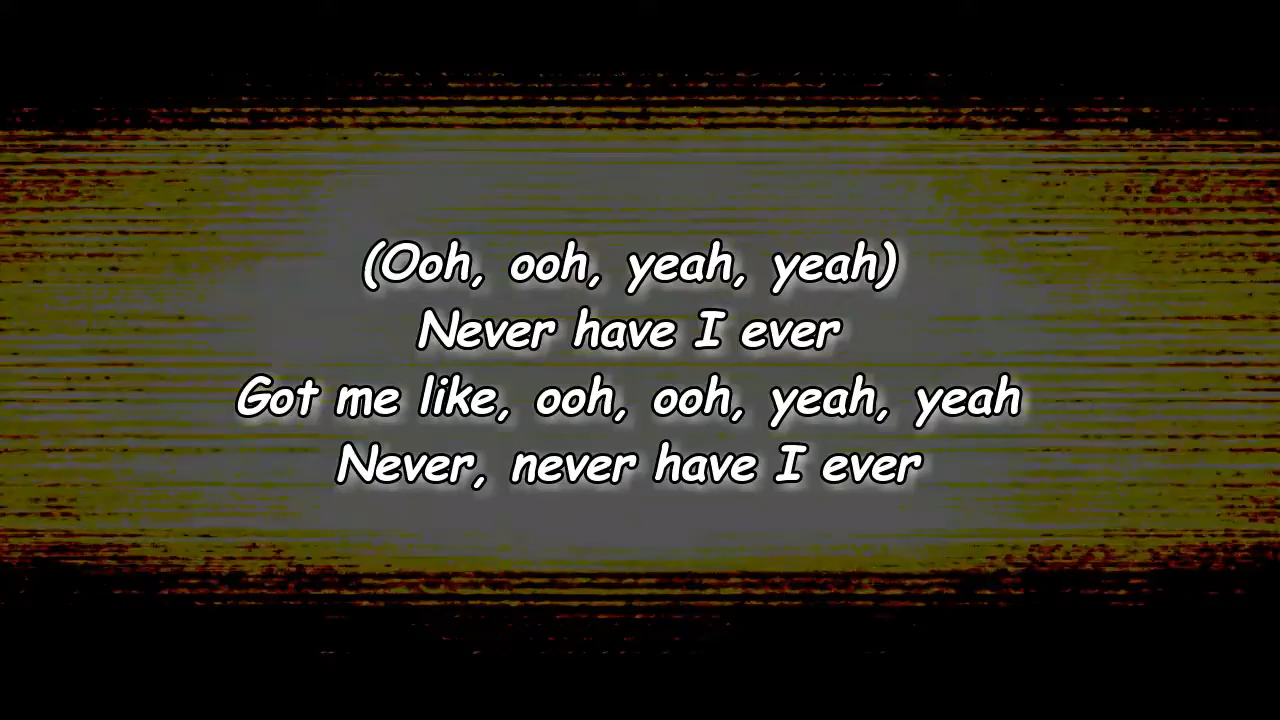 (Ooh, ooh, yeah, yeah)
Never have I ever
Got me like, ooh, ooh, yeah, yeah
Never, never have I ever